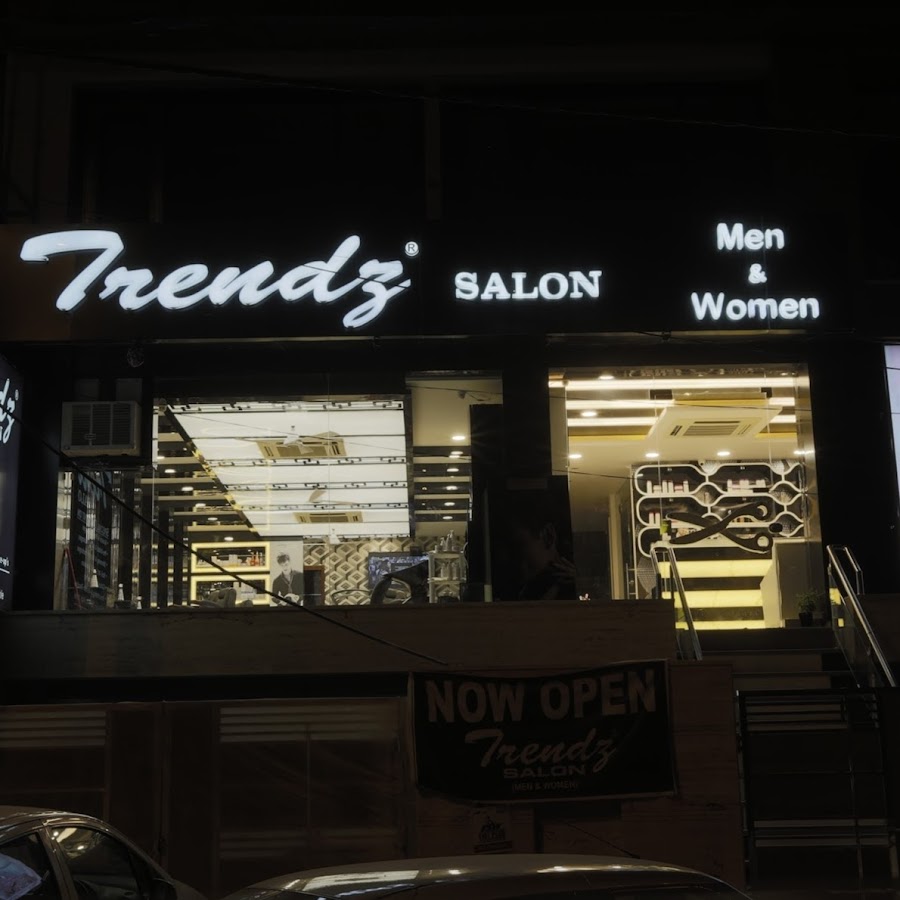 Trendz®
SALON
Men
&
Women
NOW OPEN
Trendz
SALON
(MEN & WOMEN)